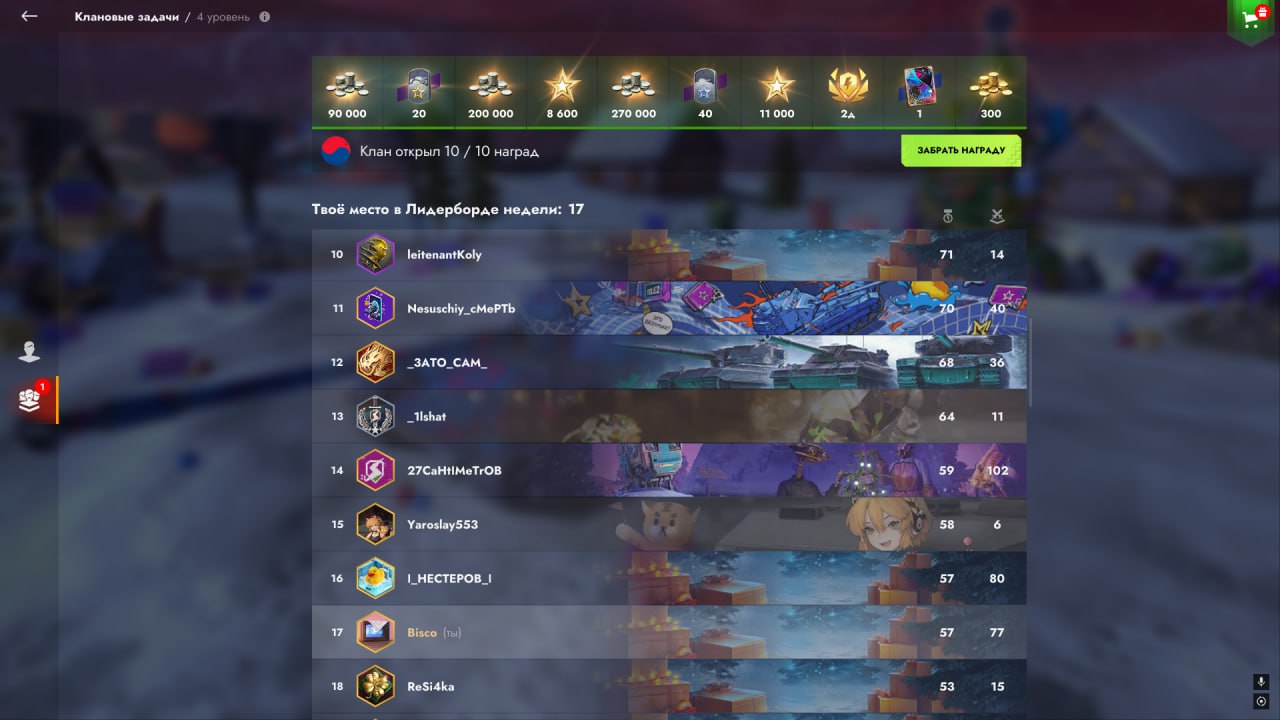 Клановые задачи / 4 уровень
90 000 20 200 000 8 600 270 000 40 11 000 2д 1 300
Клан открыл 10 / 10 наград
ЗАБРАТЬ НАГРАДУ
Твоё место в Лидерборде недели: 17
10 leitenantKoly 71 14
11 Nesuschiy_cMePTb 70 40
12 _3ATO_CAM_ 68 36
1
13 _1lshat 64 11
14 27CaHtIMeTrOB 59 102
15 Yaroslay553 58 6
16 I_HECTEPOB_I 57 80
17 Bisco (ты) 57 77
18 ReSi4ka 53 15